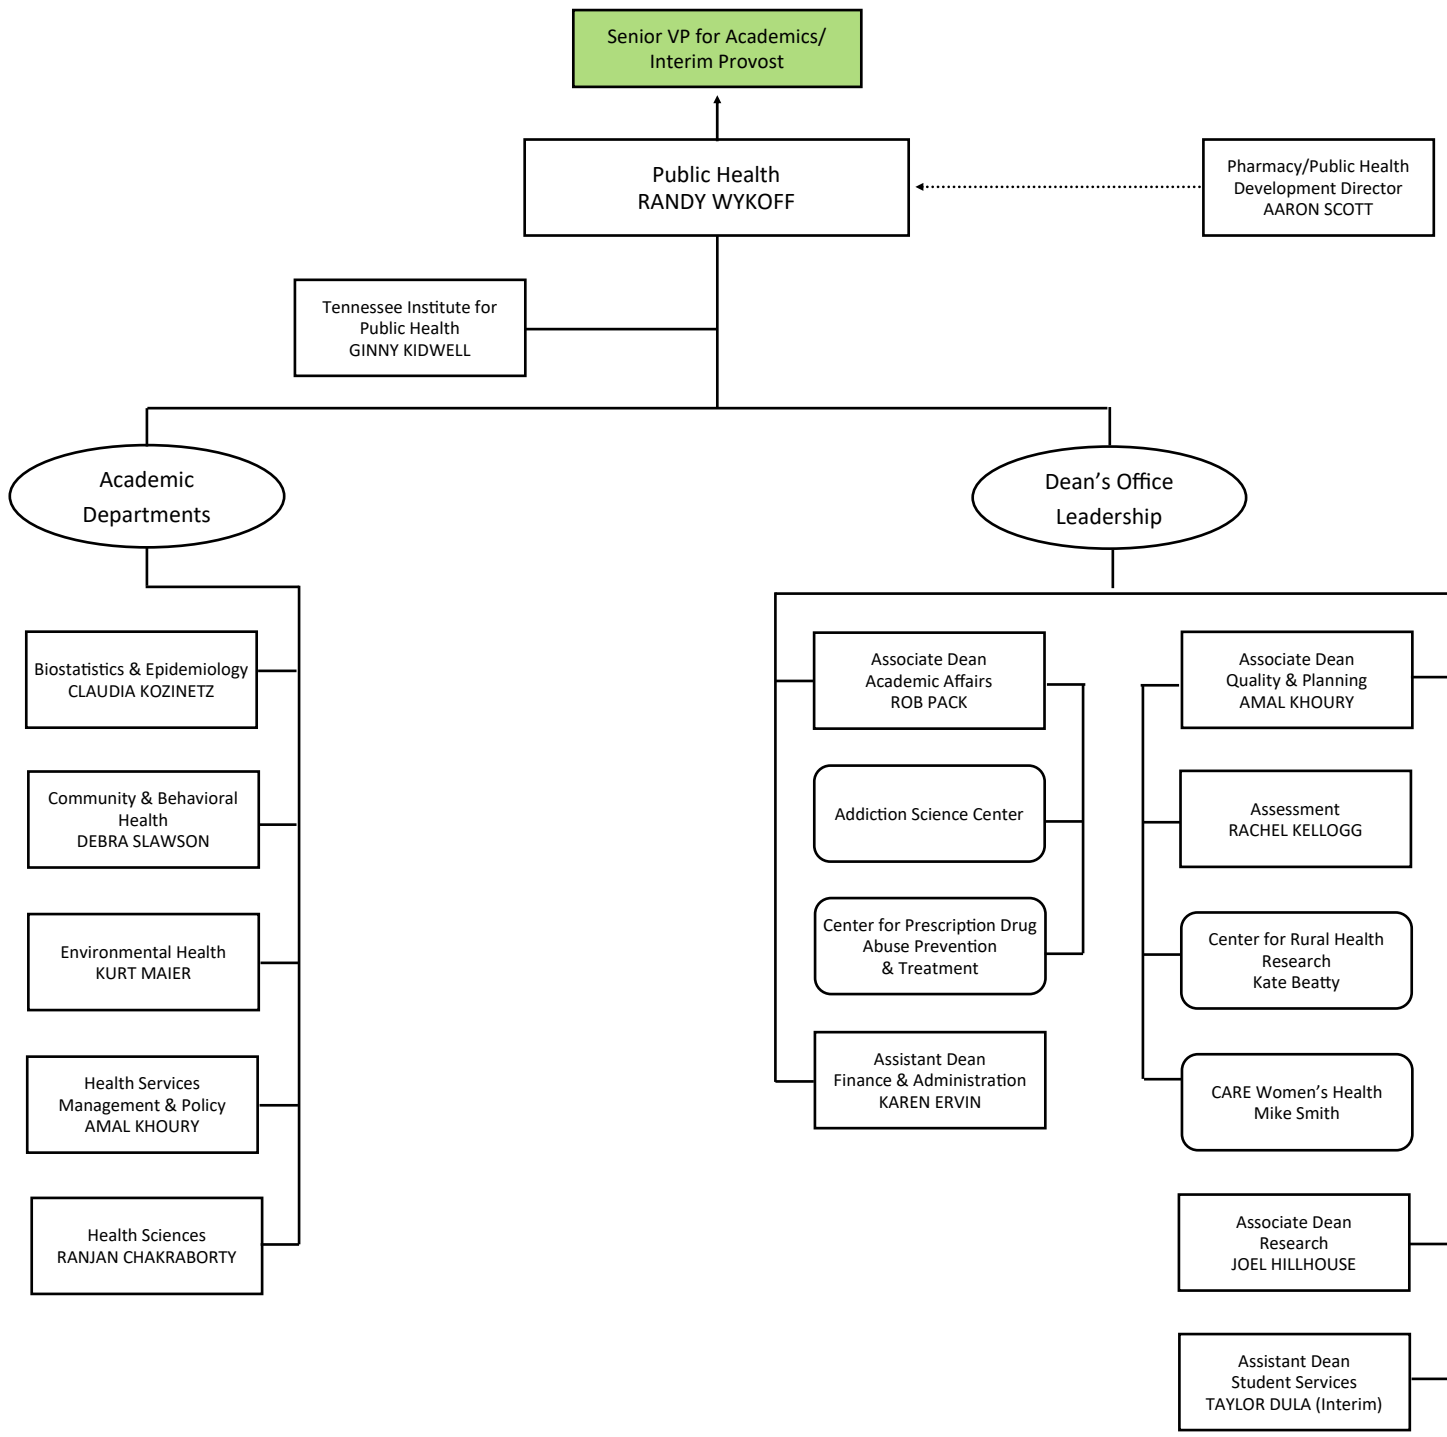 Senior VP for Academics/
Interim Provost
Public Health
RANDY WYKOFF
Pharmacy/Public Health
Development Director
AARON SCOTT
Tennessee Institute for
Public Health
GINNY KIDWELL
Academic
Departments
Dean’s Office
Leadership
Biostatistics & Epidemiology
CLAUDIA KOZINETZ
Community & Behavioral
Health
DEBRA SLAWSON
Environmental Health
KURT MAIER
Health Services
Management & Policy
AMAL KHOURY
Health Sciences
RANJAN CHAKRABORTY
Associate Dean
Academic Affairs
ROB PACK
Addiction Science Center
Center for Prescription Drug
Abuse Prevention
& Treatment
Assistant Dean
Finance & Administration
KAREN ERVIN
Associate Dean
Quality & Planning
AMAL KHOURY
Assessment
RACHEL KELLOGG
Center for Rural Health
Research
Kate Beatty
CARE Women’s Health
Mike Smith
Associate Dean
Research
JOEL HILLHOUSE
Assistant Dean
Student Services
TAYLOR DULA (Interim)